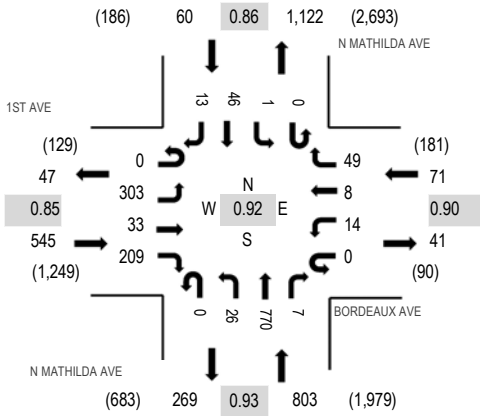 (186) 60 0.86 1,122 (2,693)
N MATHILDA AVE
1ST AVE
13 46 1 0
(129)
(181)
0
49
47
71
303
N
8
0.85
W 0.92 E
0.90
33
14
545
S
41
209
0
(1,249)
(90)
0 26 770 7
BORDEAUX AVE
N MATHILDA AVE
(683) 269 0.93 803 (1,979)